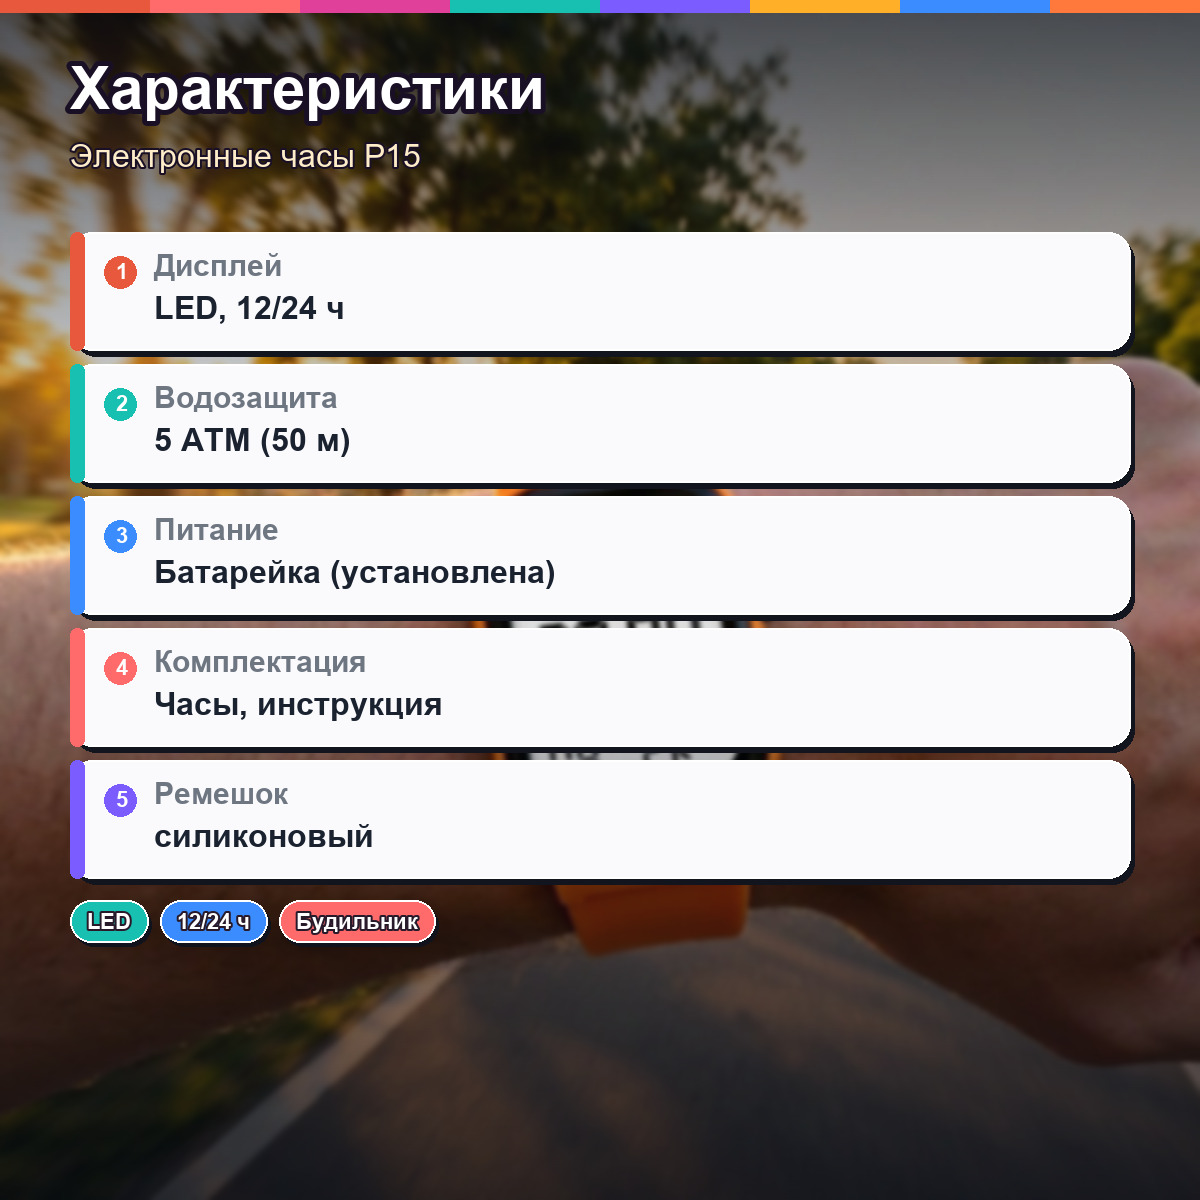 Характеристики
Электронные часы P15
1
Дисплей
LED, 12/24 ч
2
Водозащита
5 ATM (50 м)
3
Питание
Батарейка (установлена)
4
Комплектация
Часы, инструкция
5
Ремешок
силиконовый
LED 12/24 ч Будильник